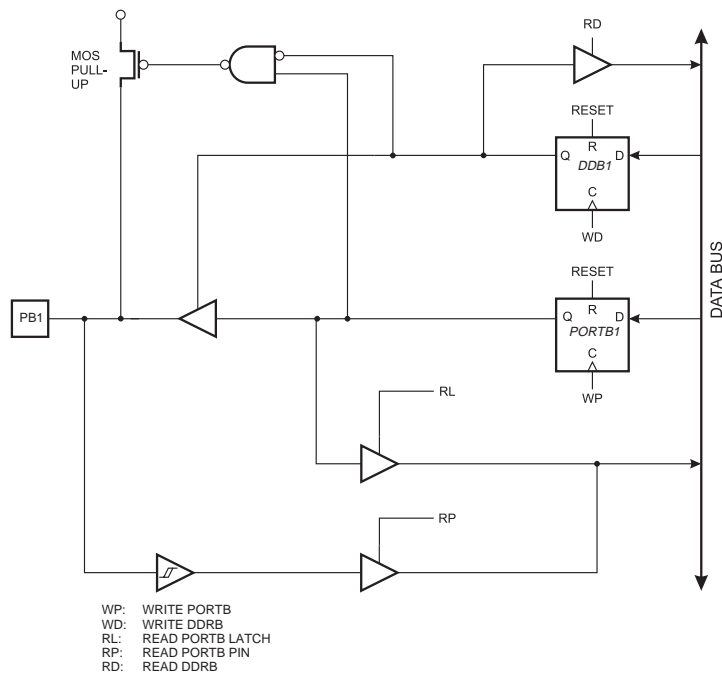 RD
MOS
PULL-
UP
RESET
R
Q
D
DDB1
C
WD
DATA BUS
RESET
R
Q
D
PORTB1
C
PB1
WP
RL
RP
WP: WRITE PORTB
WD: WRITE DDRB
RL: READ PORTB LATCH
RP: READ PORTB PIN
RD: READ DDRB